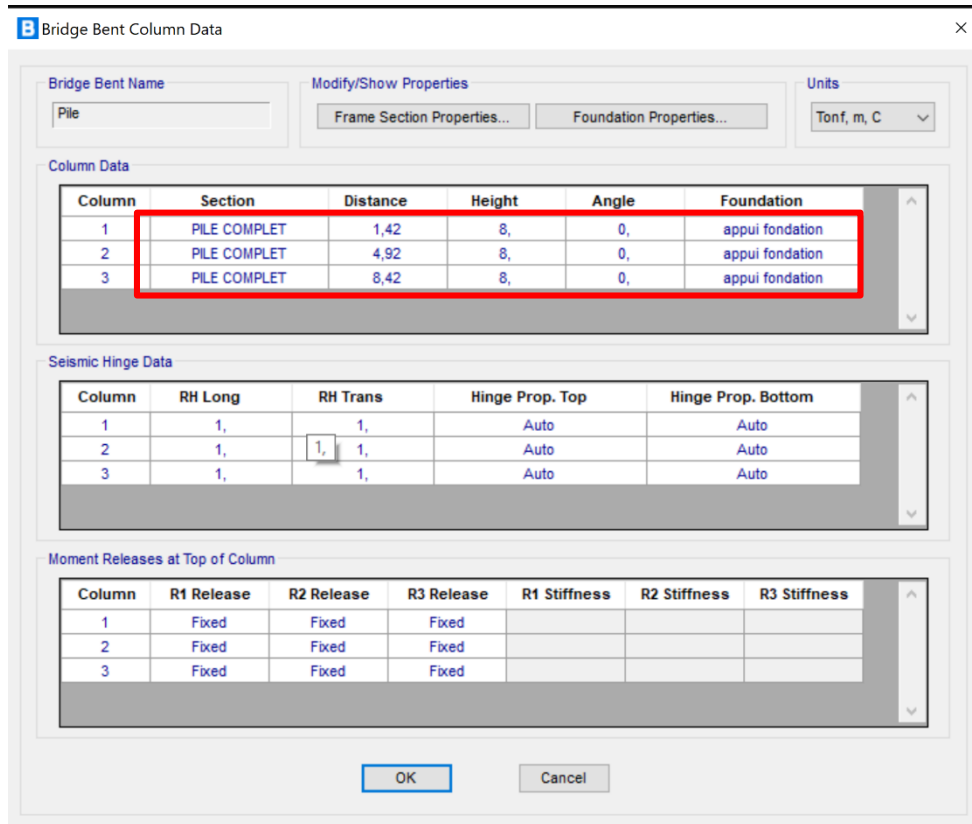 B Bridge Bent Column Data
Bridge Bent Name
Pile
Modify/Show Properties
Frame Section Properties... Foundation Properties...
Units
Tonf, m, C
Column Data
Column Section Distance Height Angle Foundation
1 PILE COMPLET 1,42 8, 0, appui fondation
2 PILE COMPLET 4,92 8, 0, appui fondation
3 PILE COMPLET 8,42 8, 0, appui fondation
Seismic Hinge Data
Column RH Long RH Trans Hinge Prop. Top Hinge Prop. Bottom
1 1, 1, Auto Auto
2 1, 1, 1, Auto Auto
3 1, 1, Auto Auto
Moment Releases at Top of Column
Column R1 Release R2 Release R3 Release R1 Stiffness R2 Stiffness R3 Stiffness
1 Fixed Fixed Fixed
2 Fixed Fixed Fixed
3 Fixed Fixed Fixed
OK Cancel